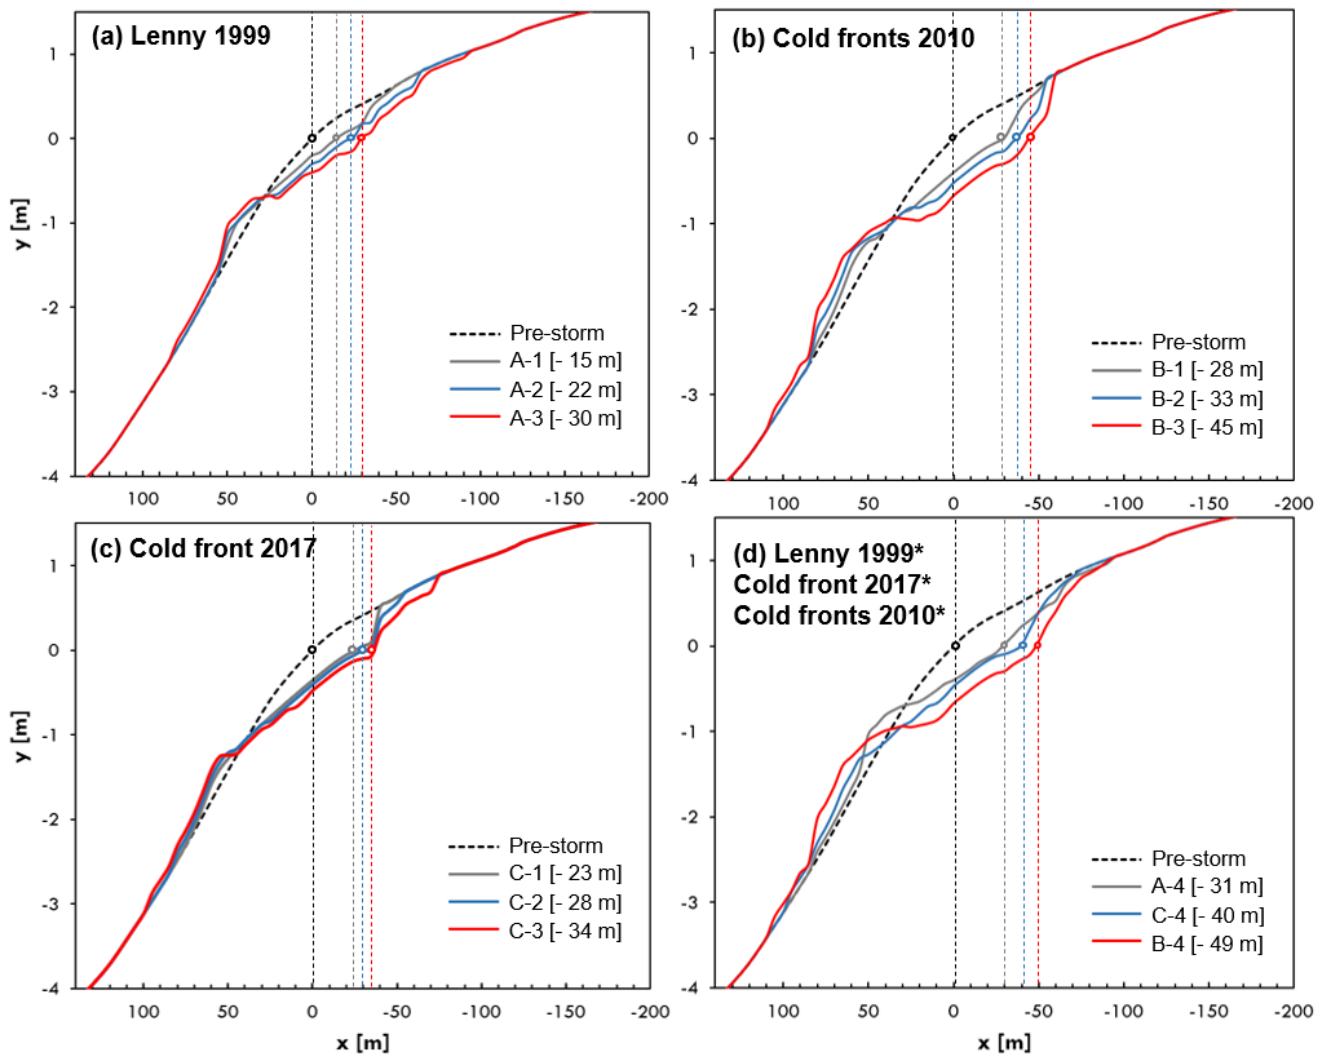 (a) Lenny 1999
1
0
-1
-2
-3
-4
y [m]
Pre-storm
A-1 [- 15 m]
A-2 [- 22 m]
A-3 [- 30 m]
100 50 0 -50 -100 -150 -200
(b) Cold fronts 2010
1
0
-1
-2
-3
-4
Pre-storm
B-1 [- 28 m]
B-2 [- 33 m]
B-3 [- 45 m]
100 50 0 -50 -100 -150 -200
(c) Cold front 2017
1
0
-1
-2
-3
-4
y [m]
Pre-storm
C-1 [- 23 m]
C-2 [- 28 m]
C-3 [- 34 m]
100 50 0 -50 -100 -150 -200
x [m]
(d) Lenny 1999*
Cold front 2017*
Cold fronts 2010*
1
0
-1
-2
-3
-4
Pre-storm
A-4 [- 31 m]
C-4 [- 40 m]
B-4 [- 49 m]
100 50 0 -50 -100 -150 -200
x [m]